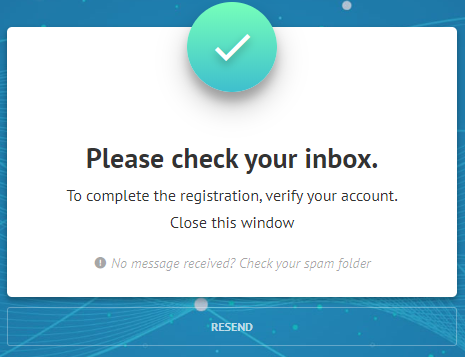 Please check your inbox.
To complete the registration, verify your account.
Close this window
No message received? Check your spam folder
RESEND